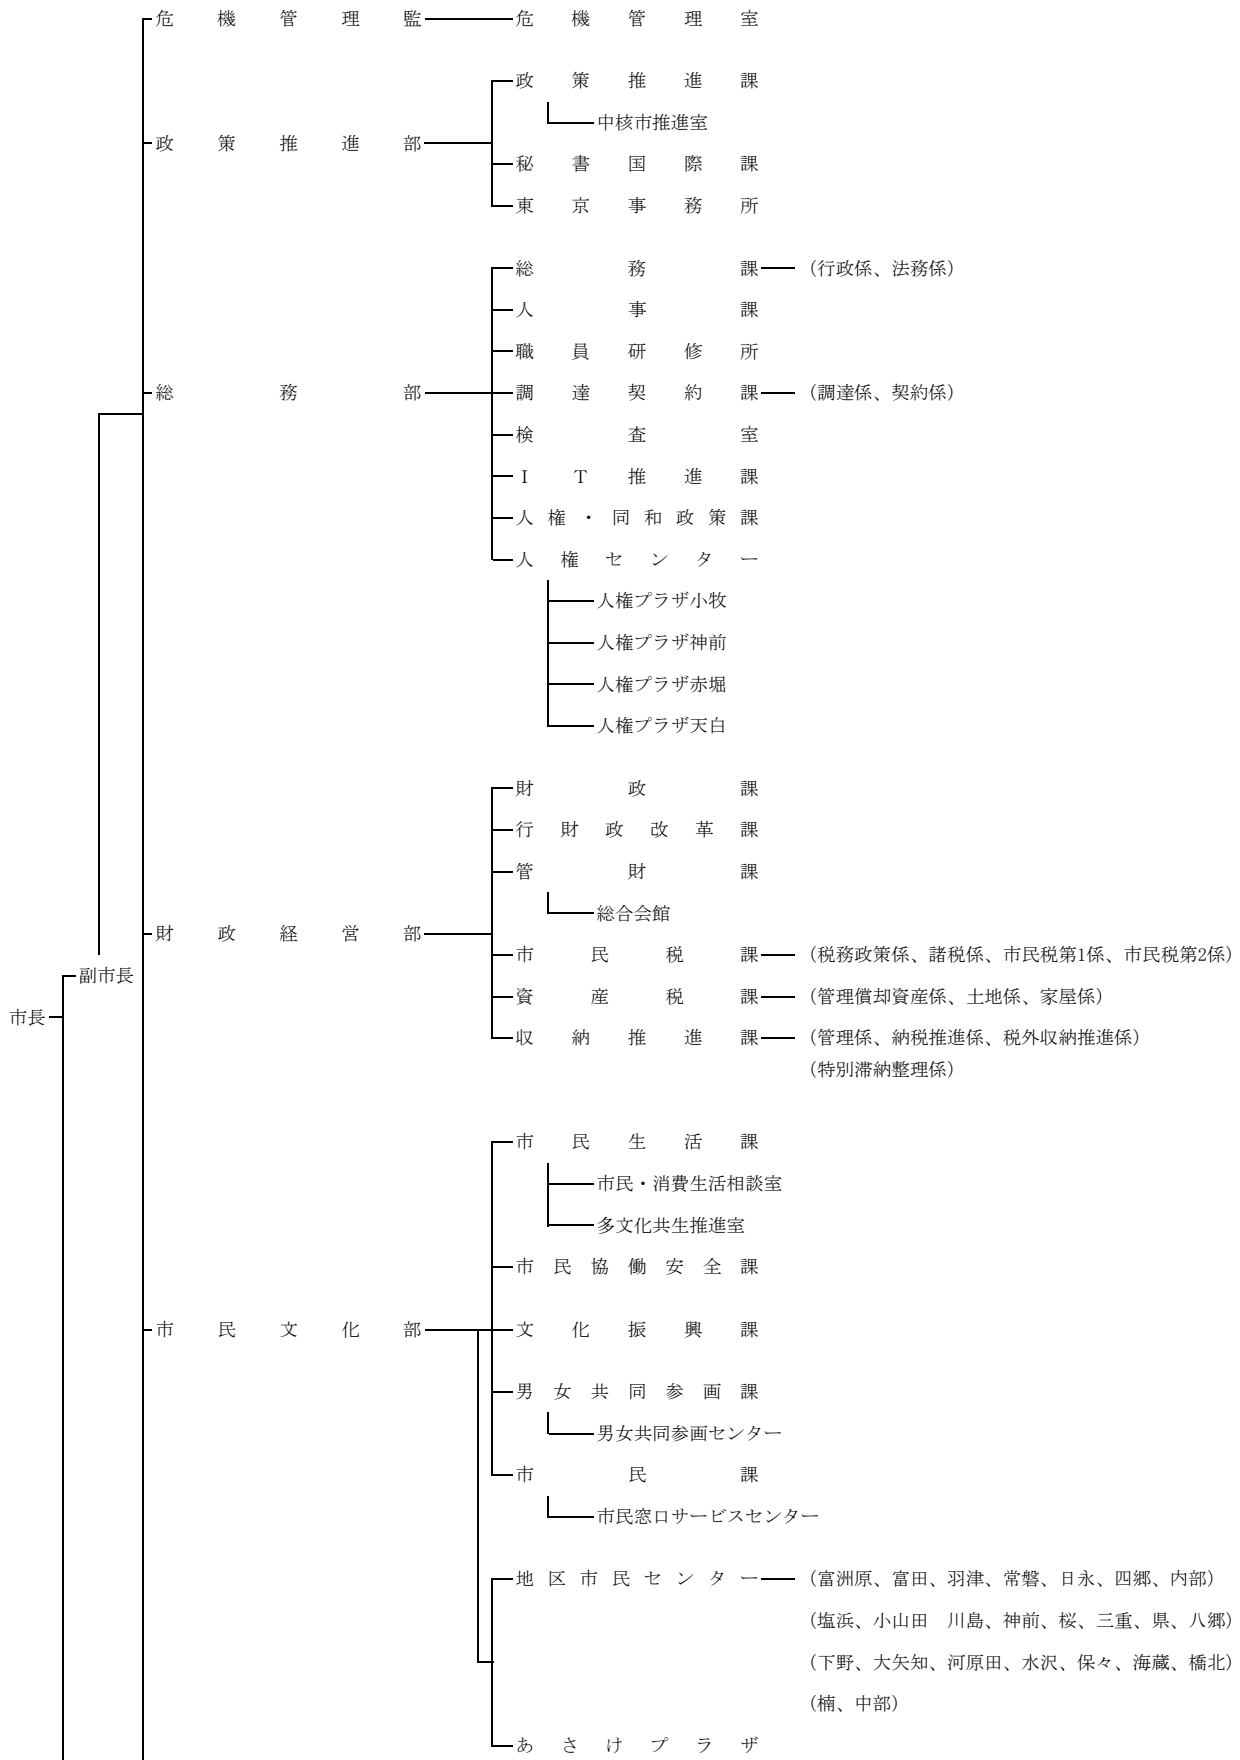 危機管理監 危機管理室
政策推進課
中核市推進室
政策推進部
秘書国際課
東京事務所
総務課 (行政係、法務係)
人事課
職員研修所
総務部 調達契約課 (調達係、契約係)
検査室
IT推進課
人権・同和政策課
人権センター
人権プラザ小牧
人権プラザ神前
人権プラザ赤堀
人権プラザ天白
財政課
行財政改革課
管財課
総合会館
財政経営部
市民税課 (税務政策係、諸税係、市民税第1係、市民税第2係)
副市長
資産税課 (管理償却資産係、土地係、家屋係)
市長
収納推進課 (管理係、納税推進係、税外収納推進係)
(特別滞納整理係)
市民生活課
市民・消費生活相談室
多文化共生推進室
市民協働安全課
市民文化部 文化振興課
男女共同参画課
男女共同参画センター
市民課
市民窓口サービスセンター
地区市民センター (富洲原、富田、羽津、常磐、日永、四郷、内部)
(塩浜、小山田 川島、神前、桜、三重、県、八郷)
(下野、大矢知、河原田、水沢、保々、海蔵、橋北)
(楠、中部)
あさけプラザ